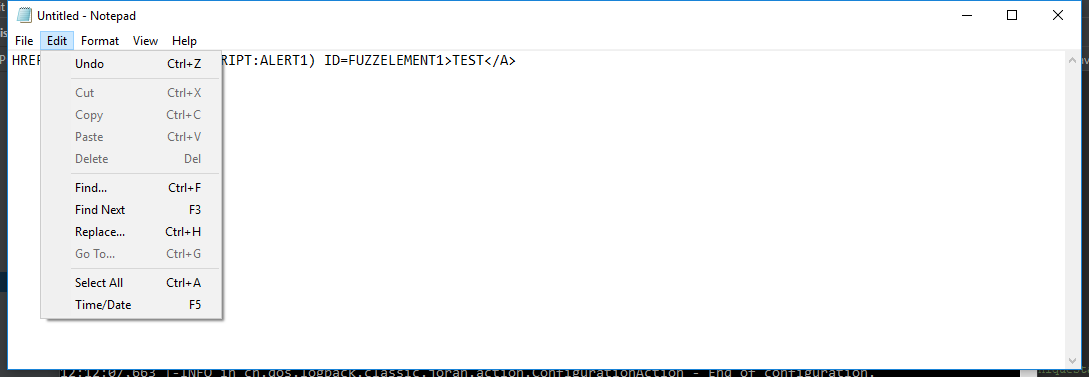 Untitled - Notepad
File Edit Format View Help
HREF RIPT:ALERT1) ID=FUZZELEMENT1>TEST</A>
Undo Ctrl+Z
Cut Ctrl+X
Copy Ctrl+C
Paste Ctrl+V
Delete Del
Find... Ctrl+F
Find Next F3
Replace... Ctrl+H
Go To... Ctrl+G
Select All Ctrl+A
Time/Date F5
12:12:07,663 |-INFO in ch.qos.logback.classic.joran.action.ConfigurationAction - End of configuration.